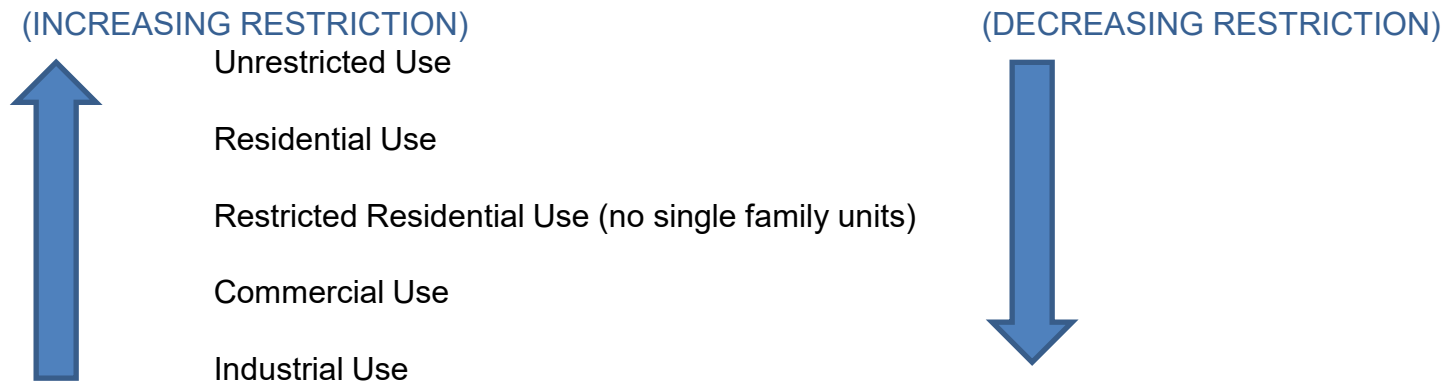 (INCREASING RESTRICTION)
(DECREASING RESTRICTION)
Unrestricted Use
Residential Use
Restricted Residential Use (no single family units)
Commercial Use
Industrial Use